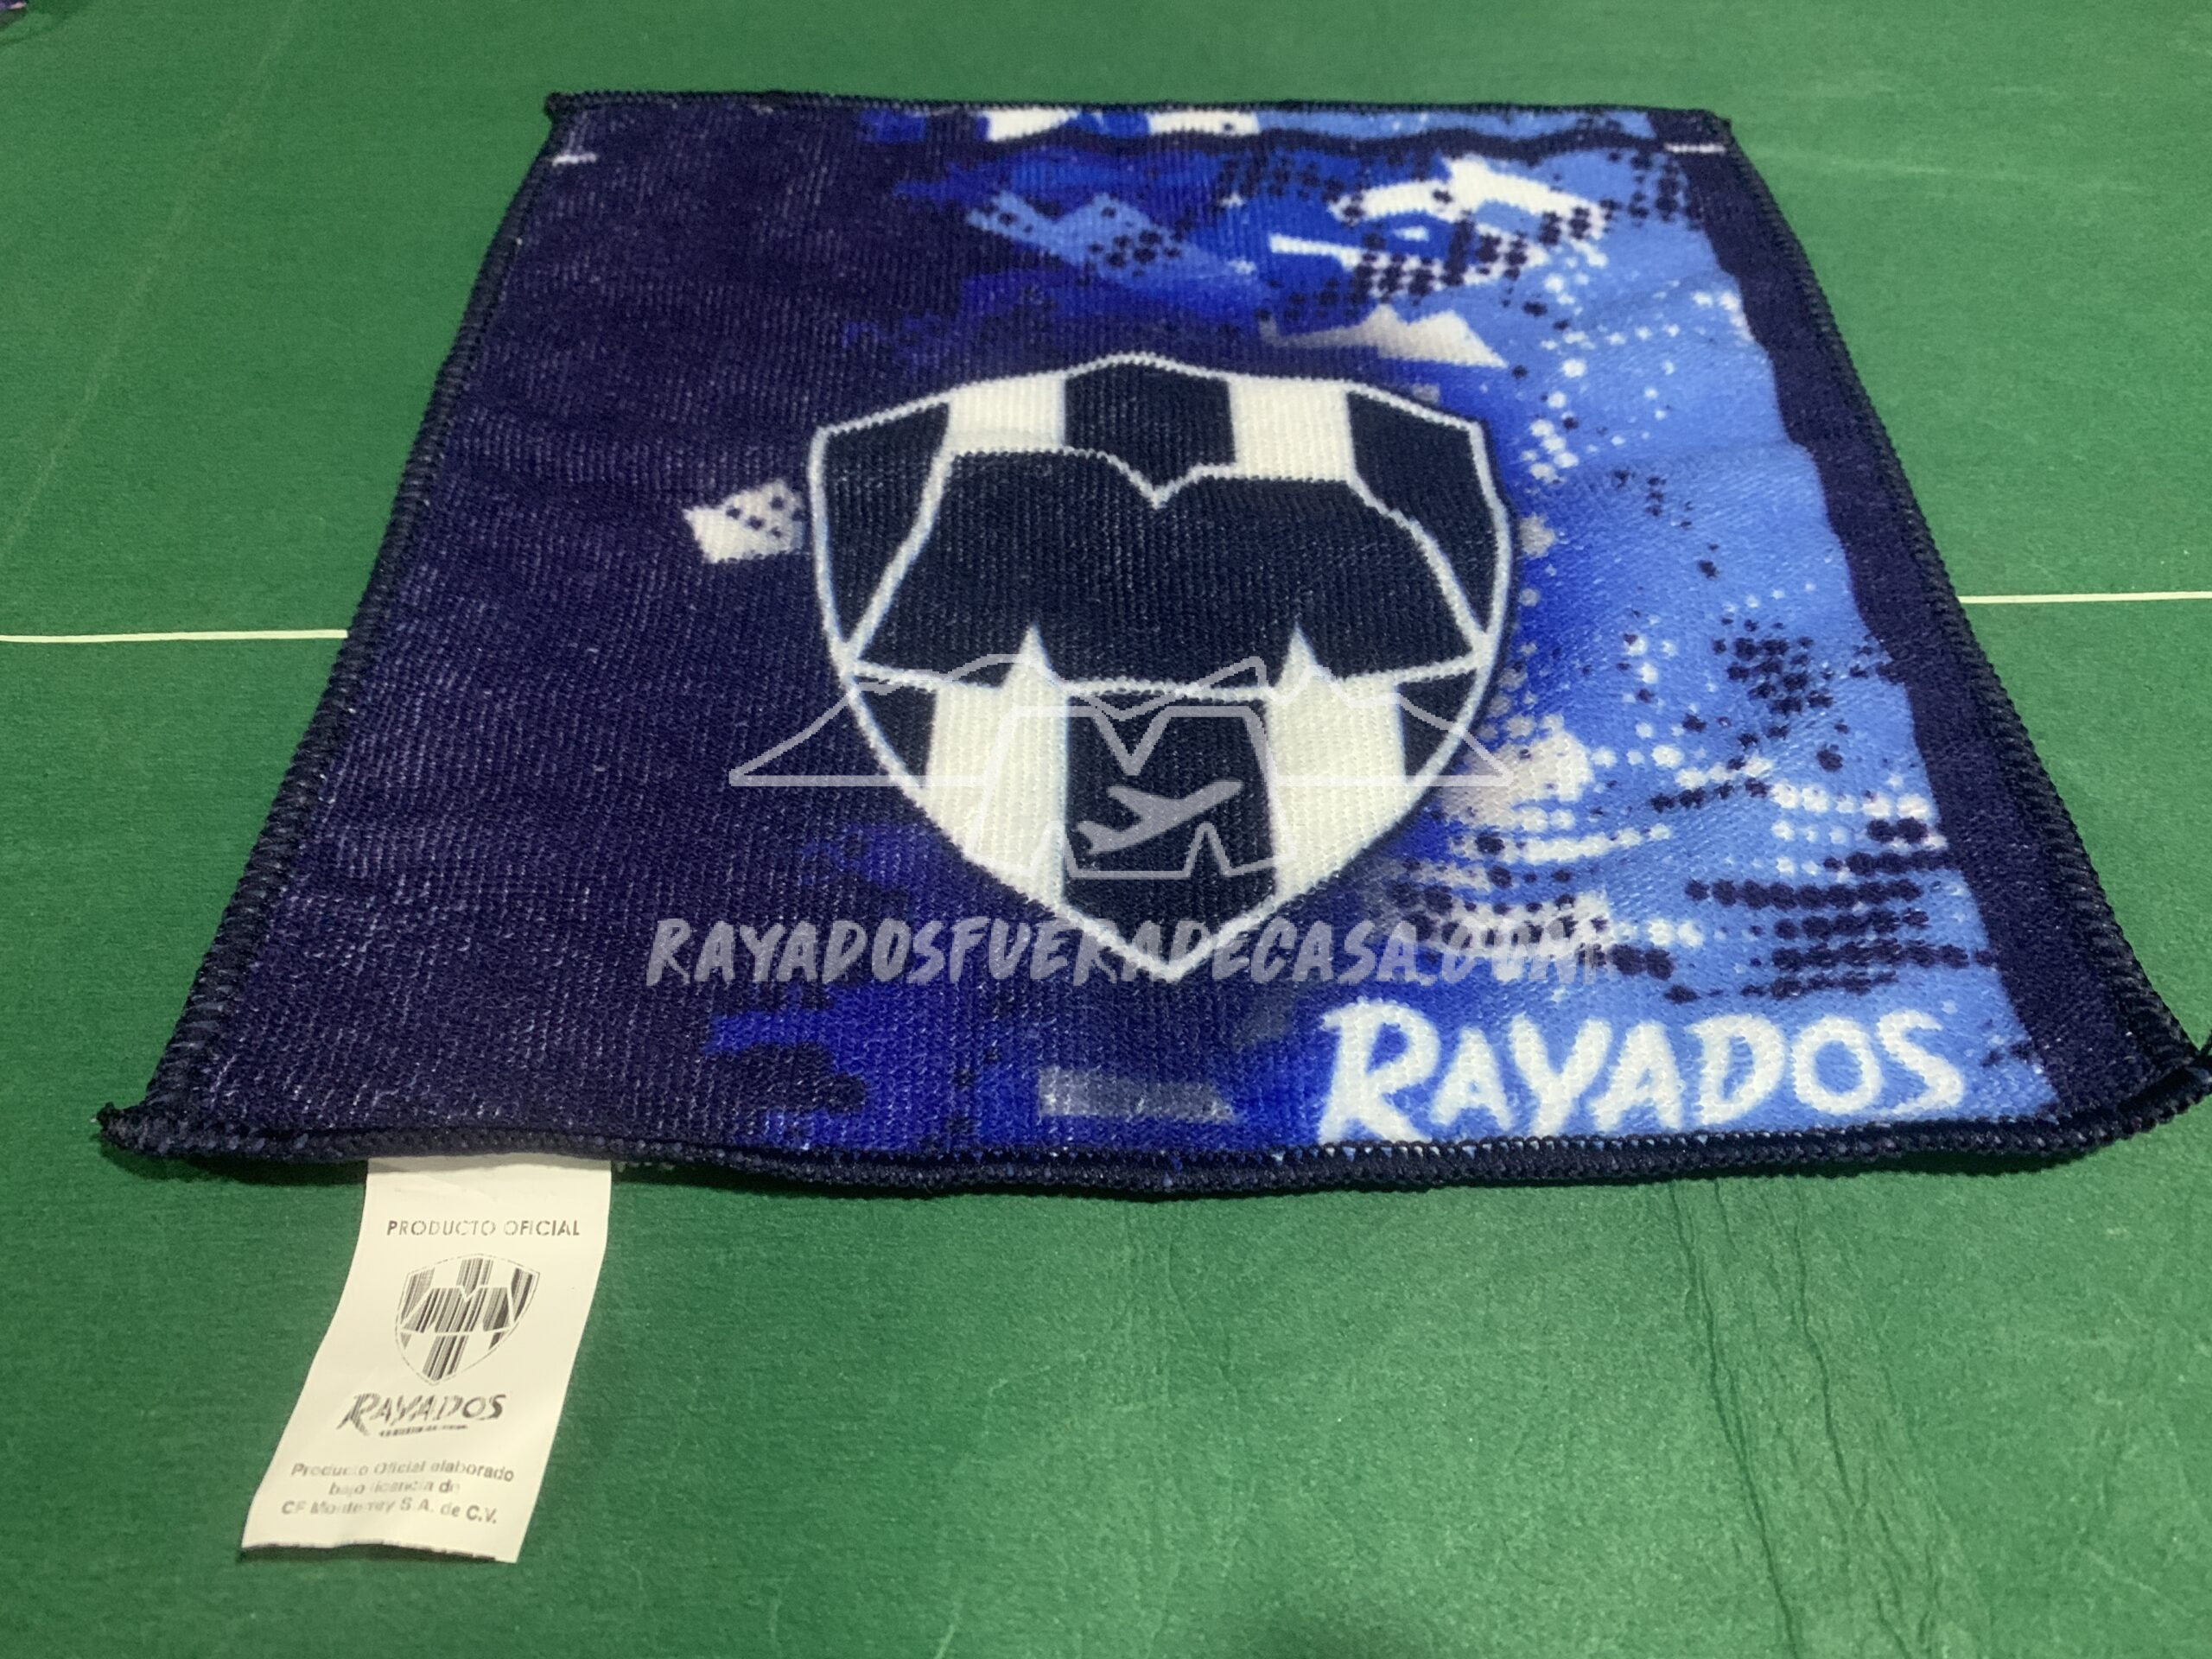 RAYADOSFUERADECASA.COM
RAYADOS
PRODUCTO OFICIAL
RAYADOS
Producto Oficial elaborado
bajo licencia de
CF Monterrey S.A. de C.V.